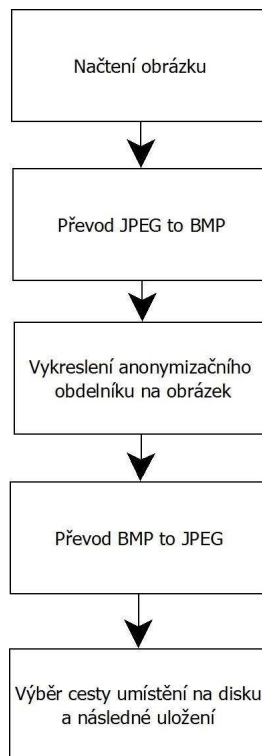 Načtení obrázku
Převod JPEG to BMP
Vykreslení anonymizačního
obdelníku na obrázek
Převod BMP to JPEG
Výběr cesty umístění na disku
a následné uložení